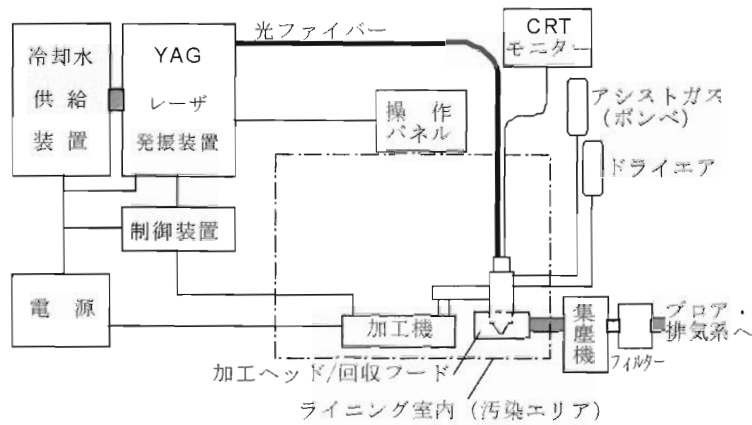 冷却水
供給
装置
YAG
レーザ
発振装置
光ファイバー
CRT
モニター
操作
パネル
アシストガス
(ボンベ)
ドライエア
制御装置
電源
加工機
集塵機
フィルター
ブロア・
排気系へ
加工ヘッド/回収フード
ライニング室内(汚染エリア)